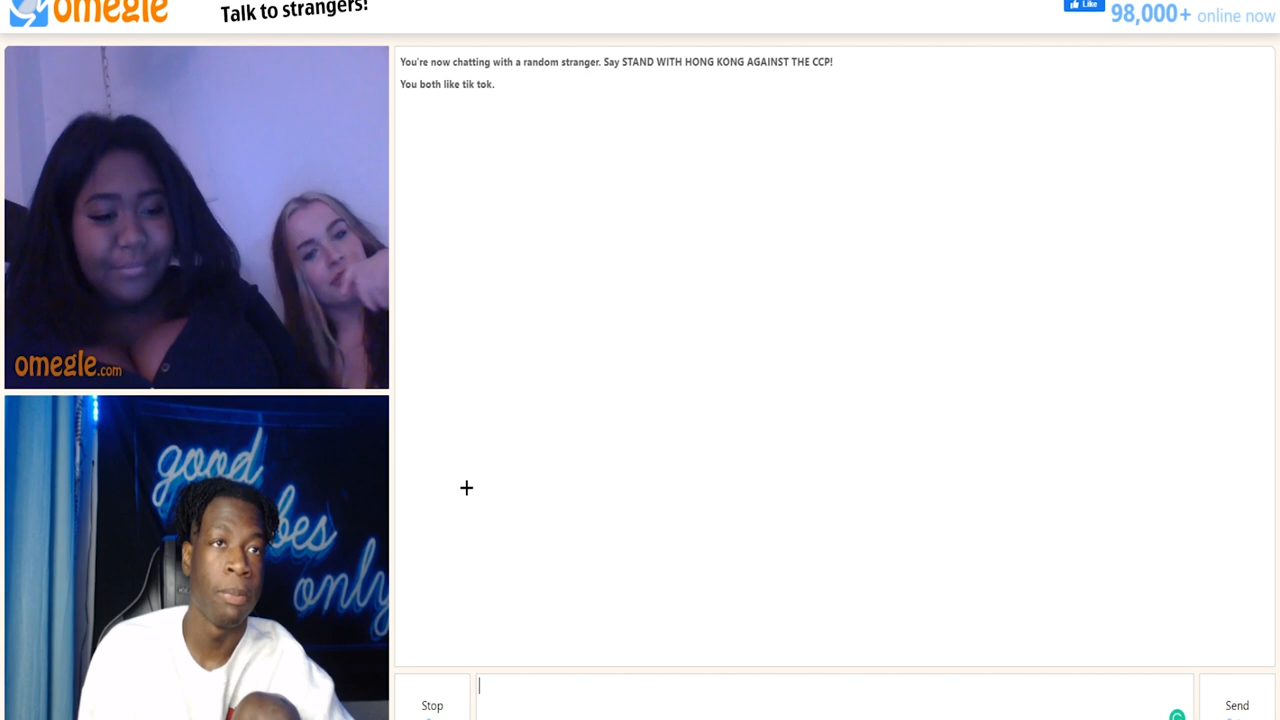 omegle
Talk to strangers!
Like
98,000+ online now
You're now chatting with a random stranger. Say STAND WITH HONG KONG AGAINST THE CCP!
You both like tik tok.
omegle.com
good
bes
only
Stop
Send